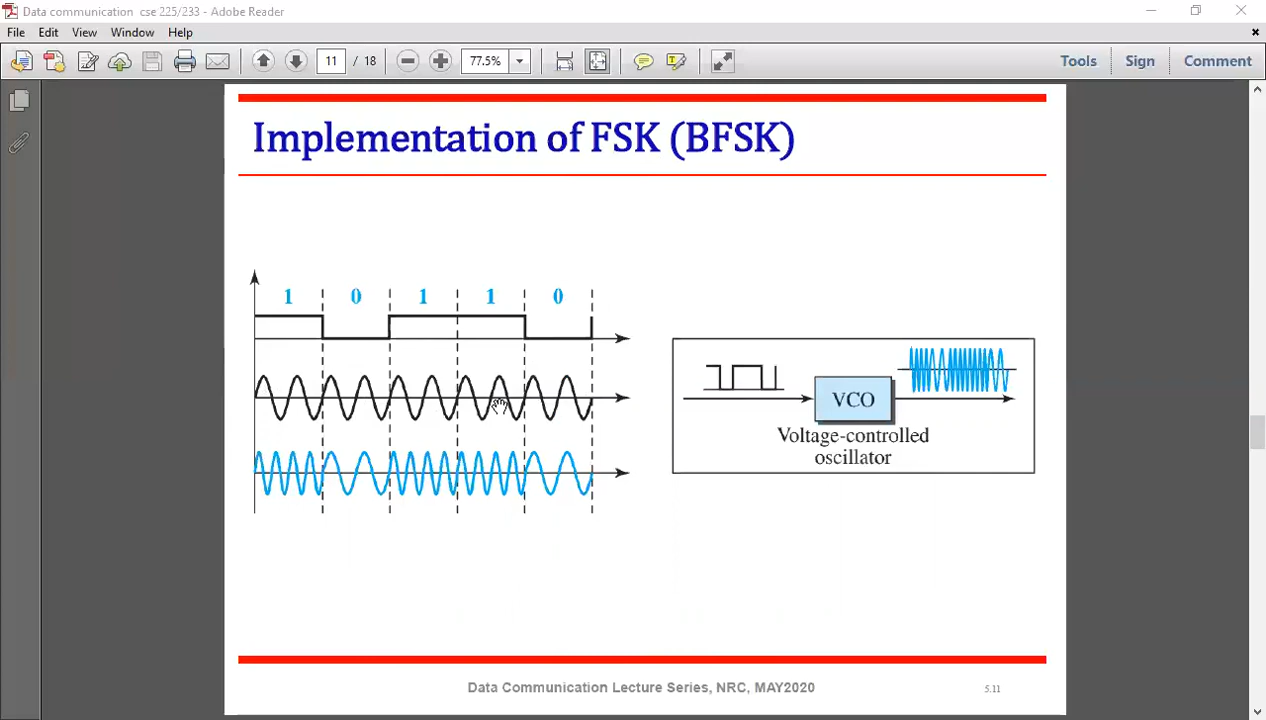 Data communication cse 225/233 - Adobe Reader
File Edit View Window Help
11 / 18 77.5% Tools Sign Comment
Implementation of FSK (BFSK)
1 0 1 1 0
VCO
Voltage-controlled
oscillator
Data Communication Lecture Series, NRC, MAY2020 5.11